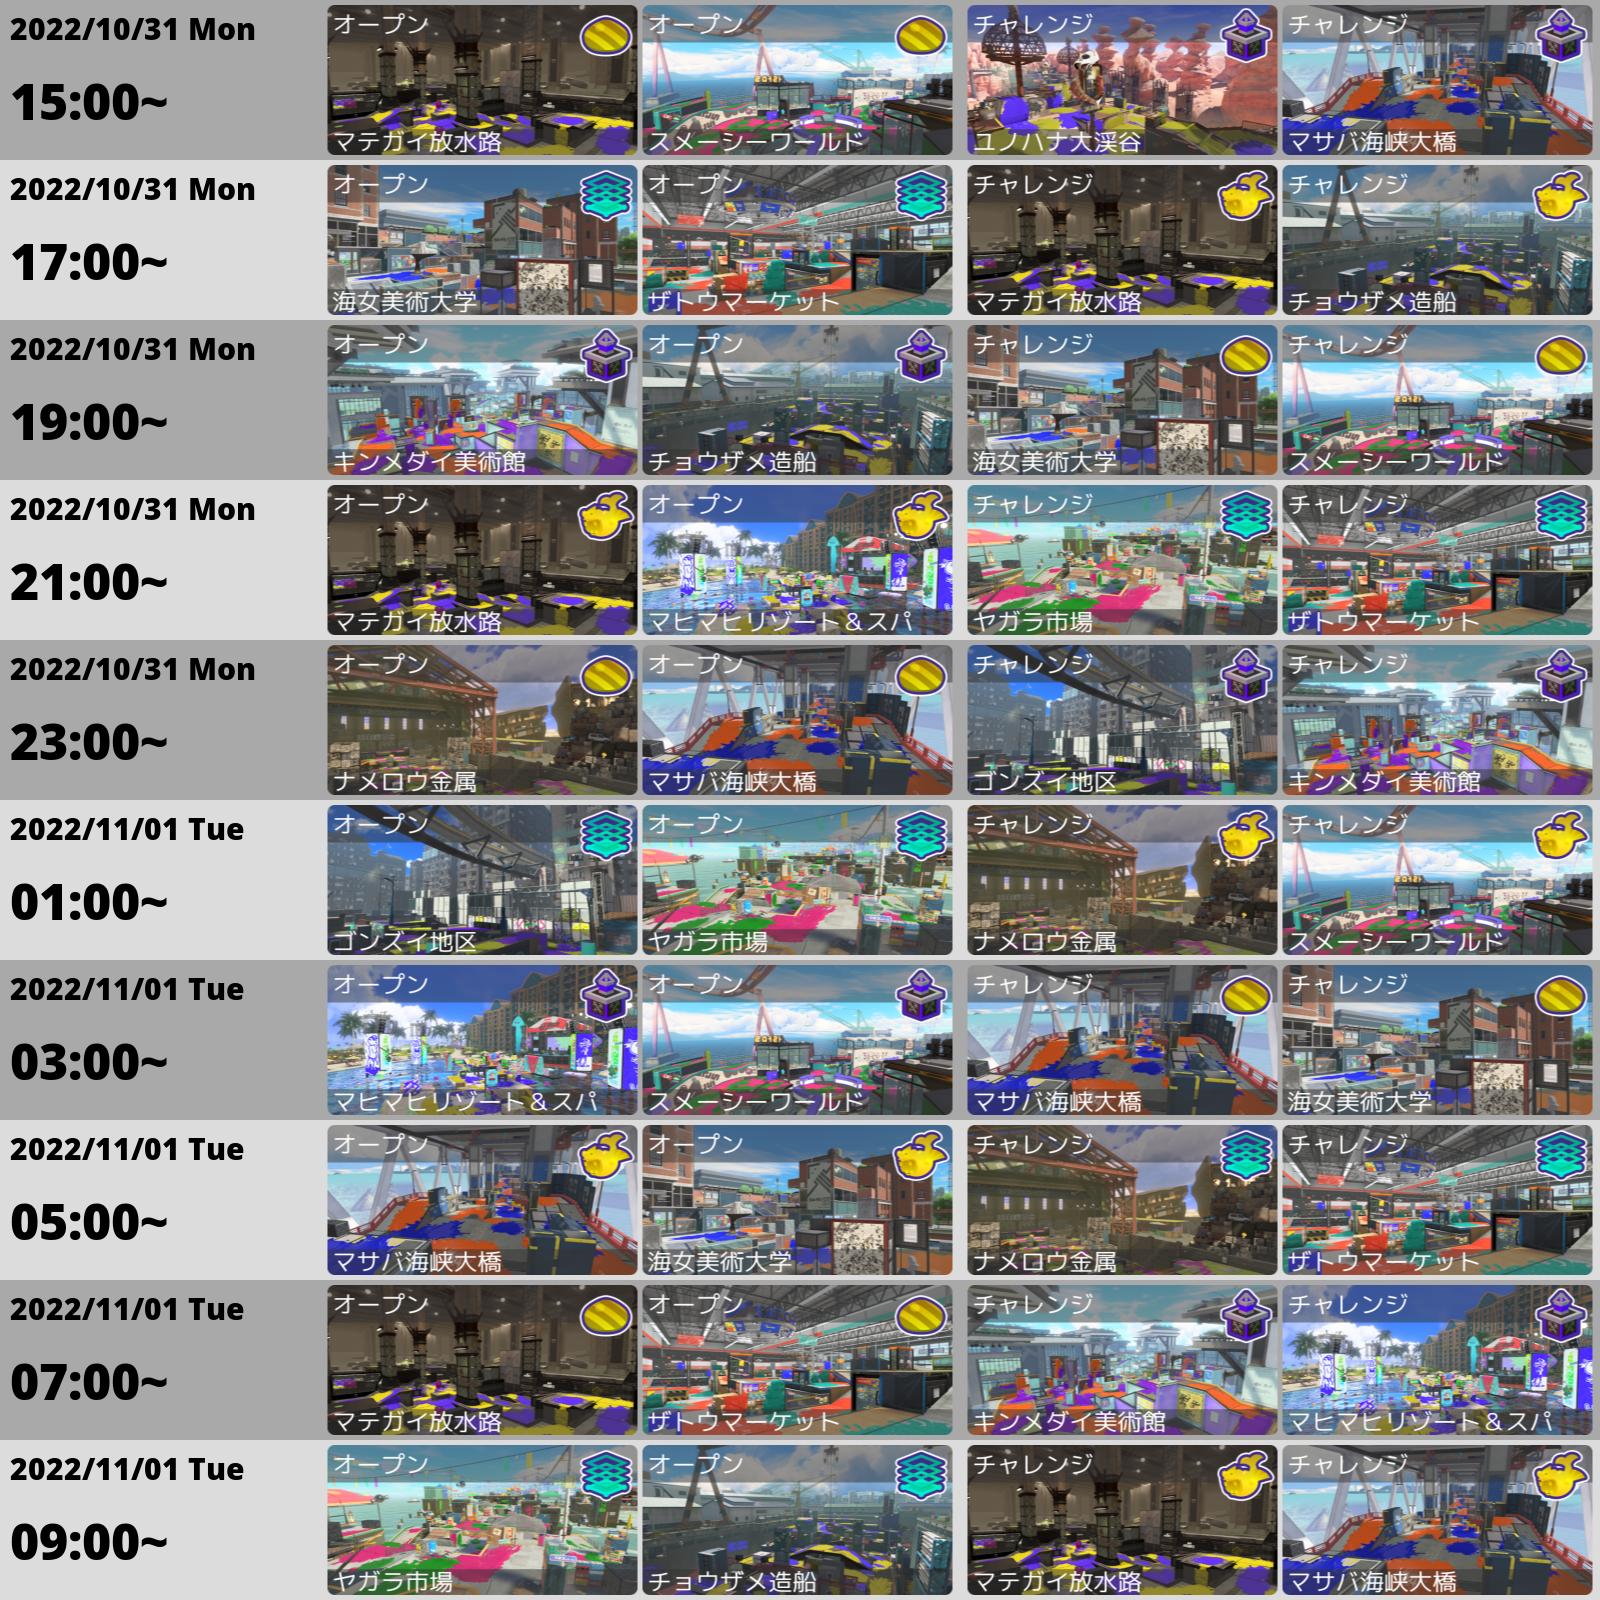 2022/10/31 Mon
15:00~
オープン
マテガイ放水路
オープン
スメーシーワールド
チャレンジ
ユノハナ大渓谷
チャレンジ
マサバ海峡大橋
2022/10/31 Mon
17:00~
オープン
海女美術大学
オープン
ザトウマーケット
チャレンジ
マテガイ放水路
チャレンジ
チョウザメ造船
2022/10/31 Mon
19:00~
オープン
キンメダイ美術館
オープン
チョウザメ造船
チャレンジ
海女美術大学
チャレンジ
スメーシーワールド
2022/10/31 Mon
21:00~
オープン
マテガイ放水路
オープン
マヒマヒリゾート＆スパ
チャレンジ
ヤガラ市場
チャレンジ
ザトウマーケット
2022/10/31 Mon
23:00~
オープン
ナメロウ金属
オープン
マサバ海峡大橋
チャレンジ
ゴンズイ地区
チャレンジ
キンメダイ美術館
2022/11/01 Tue
01:00~
オープン
ゴンズイ地区
オープン
ヤガラ市場
チャレンジ
ナメロウ金属
チャレンジ
スメーシーワールド
2022/11/01 Tue
03:00~
オープン
マヒマヒリゾート＆スパ
オープン
スメーシーワールド
チャレンジ
マサバ海峡大橋
チャレンジ
海女美術大学
2022/11/01 Tue
05:00~
オープン
マサバ海峡大橋
オープン
海女美術大学
チャレンジ
ナメロウ金属
チャレンジ
ザトウマーケット
2022/11/01 Tue
07:00~
オープン
マテガイ放水路
オープン
ザトウマーケット
チャレンジ
キンメダイ美術館
チャレンジ
マヒマヒリゾート＆スパ
2022/11/01 Tue
09:00~
オープン
ヤガラ市場
オープン
チョウザメ造船
チャレンジ
マテガイ放水路
チャレンジ
マサバ海峡大橋